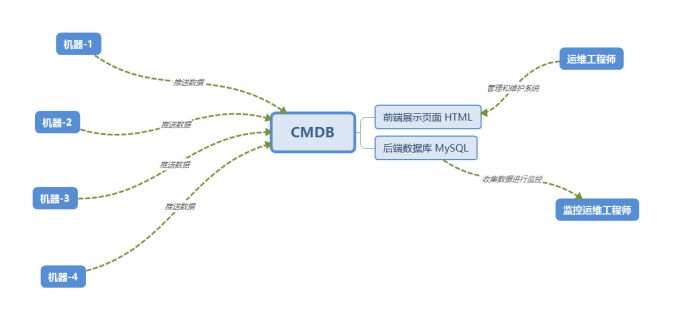 机器-1
推送数据
机器-2
推送数据
机器-3
推送数据
机器-4
推送数据
CMDB
前端展示页面 HTML
后端数据库 MySQL
运维工程师
管理和维护系统
收集数据进行监控
监控运维工程师